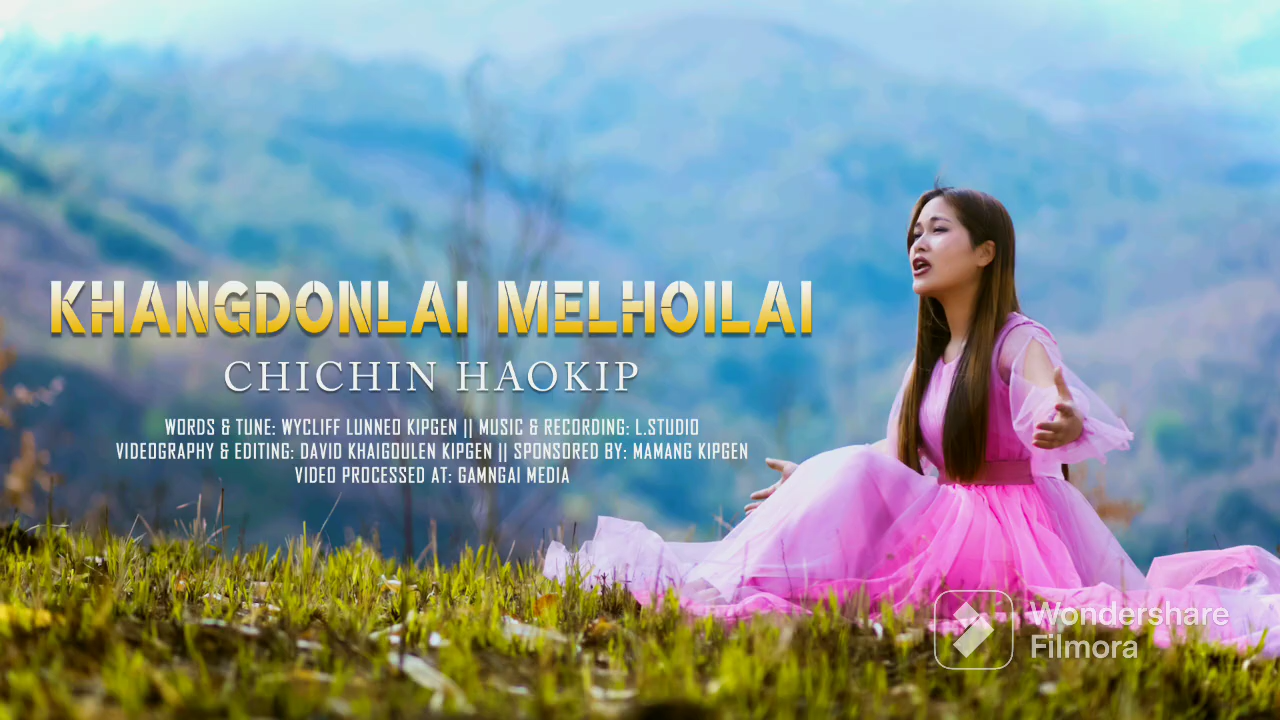 KHANGDONLAI MELHOILAI
CHICHIN HAOKIP
WORDS & TUNE: WYCLIFF LUNNEO KIPGEN || MUSIC & RECORDING: L.STUDIO
VIDEOGRAPHY & EDITING: DAVID KHAIGOULEN KIPGEN || SPONSORED BY: MAMANG KIPGEN
VIDEO PROCESSED AT: GAMNGAI MEDIA
Wondershare
Filmora